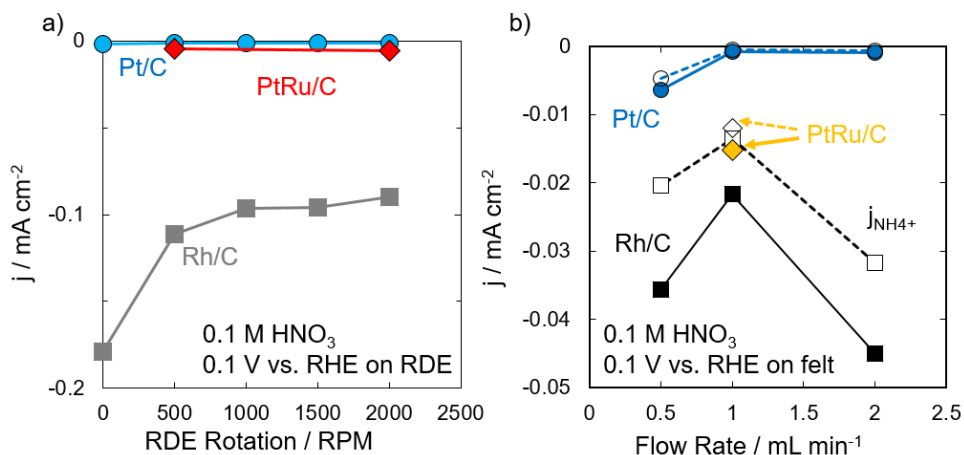 a)
0
-0.1
-0.2
j / mA cm⁻²
Pt/C
PtRu/C
Rh/C
0.1 M HNO₃
0.1 V vs. RHE on RDE
0 500 1000 1500 2000 2500
RDE Rotation / RPM
b)
0
-0.01
-0.02
-0.03
-0.04
-0.05
j / mA cm⁻²
Pt/C
PtRu/C
Rh/C
jNH4+
0.1 M HNO₃
0.1 V vs. RHE on felt
0 0.5 1 1.5 2 2.5
Flow Rate / mL min⁻¹